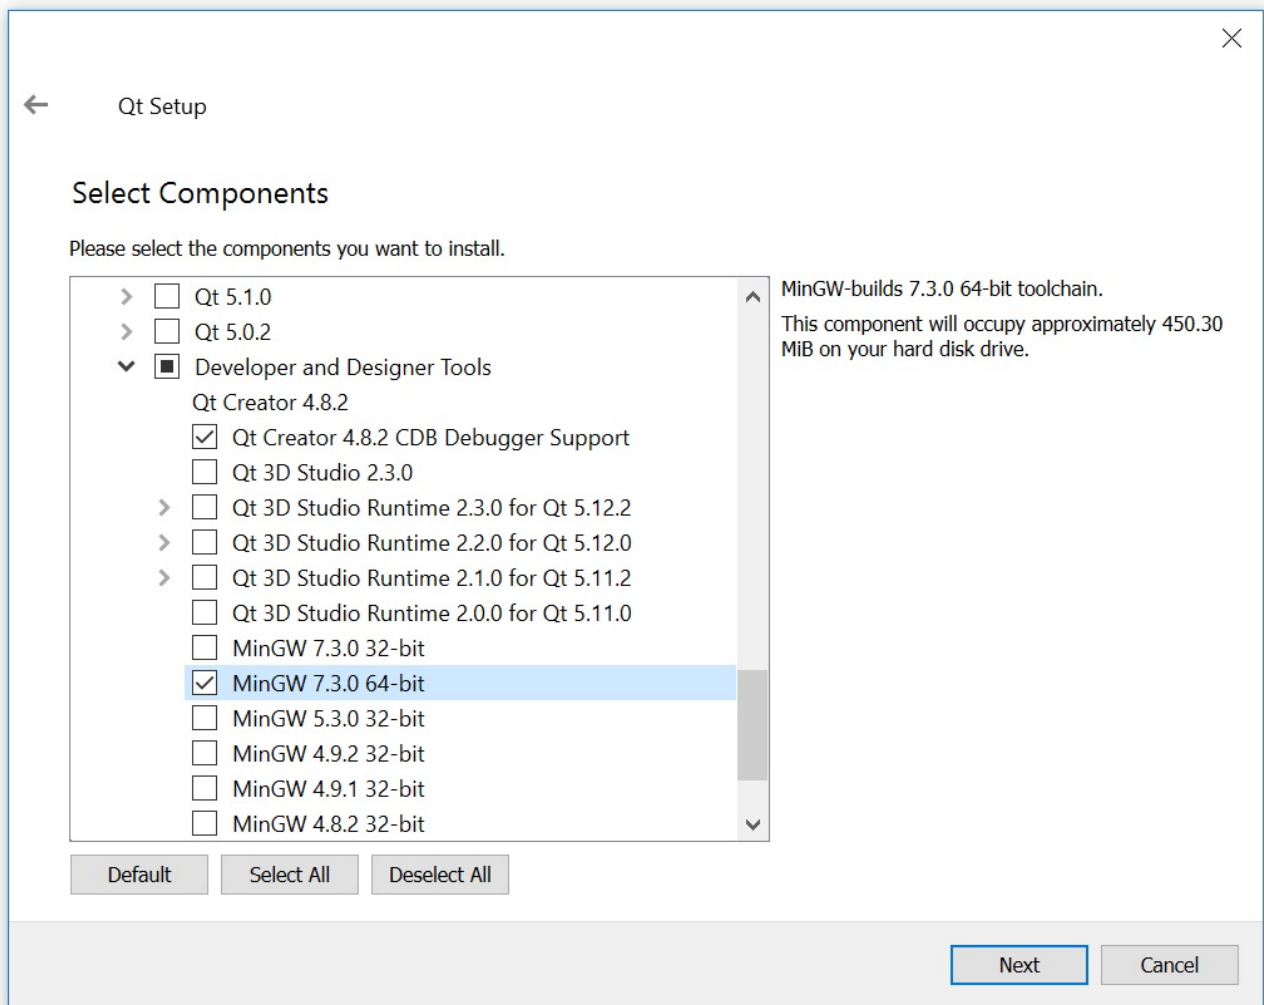 Qt Setup
Select Components
Please select the components you want to install.
Qt 5.1.0
Qt 5.0.2
Developer and Designer Tools
Qt Creator 4.8.2
Qt Creator 4.8.2 CDB Debugger Support
Qt 3D Studio 2.3.0
Qt 3D Studio Runtime 2.3.0 for Qt 5.12.2
Qt 3D Studio Runtime 2.2.0 for Qt 5.12.0
Qt 3D Studio Runtime 2.1.0 for Qt 5.11.2
Qt 3D Studio Runtime 2.0.0 for Qt 5.11.0
MinGW 7.3.0 32-bit
MinGW 7.3.0 64-bit
MinGW 5.3.0 32-bit
MinGW 4.9.2 32-bit
MinGW 4.9.1 32-bit
MinGW 4.8.2 32-bit
MinGW-builds 7.3.0 64-bit toolchain.
This component will occupy approximately 450.30
MiB on your hard disk drive.
Default
Select All
Deselect All
Next
Cancel